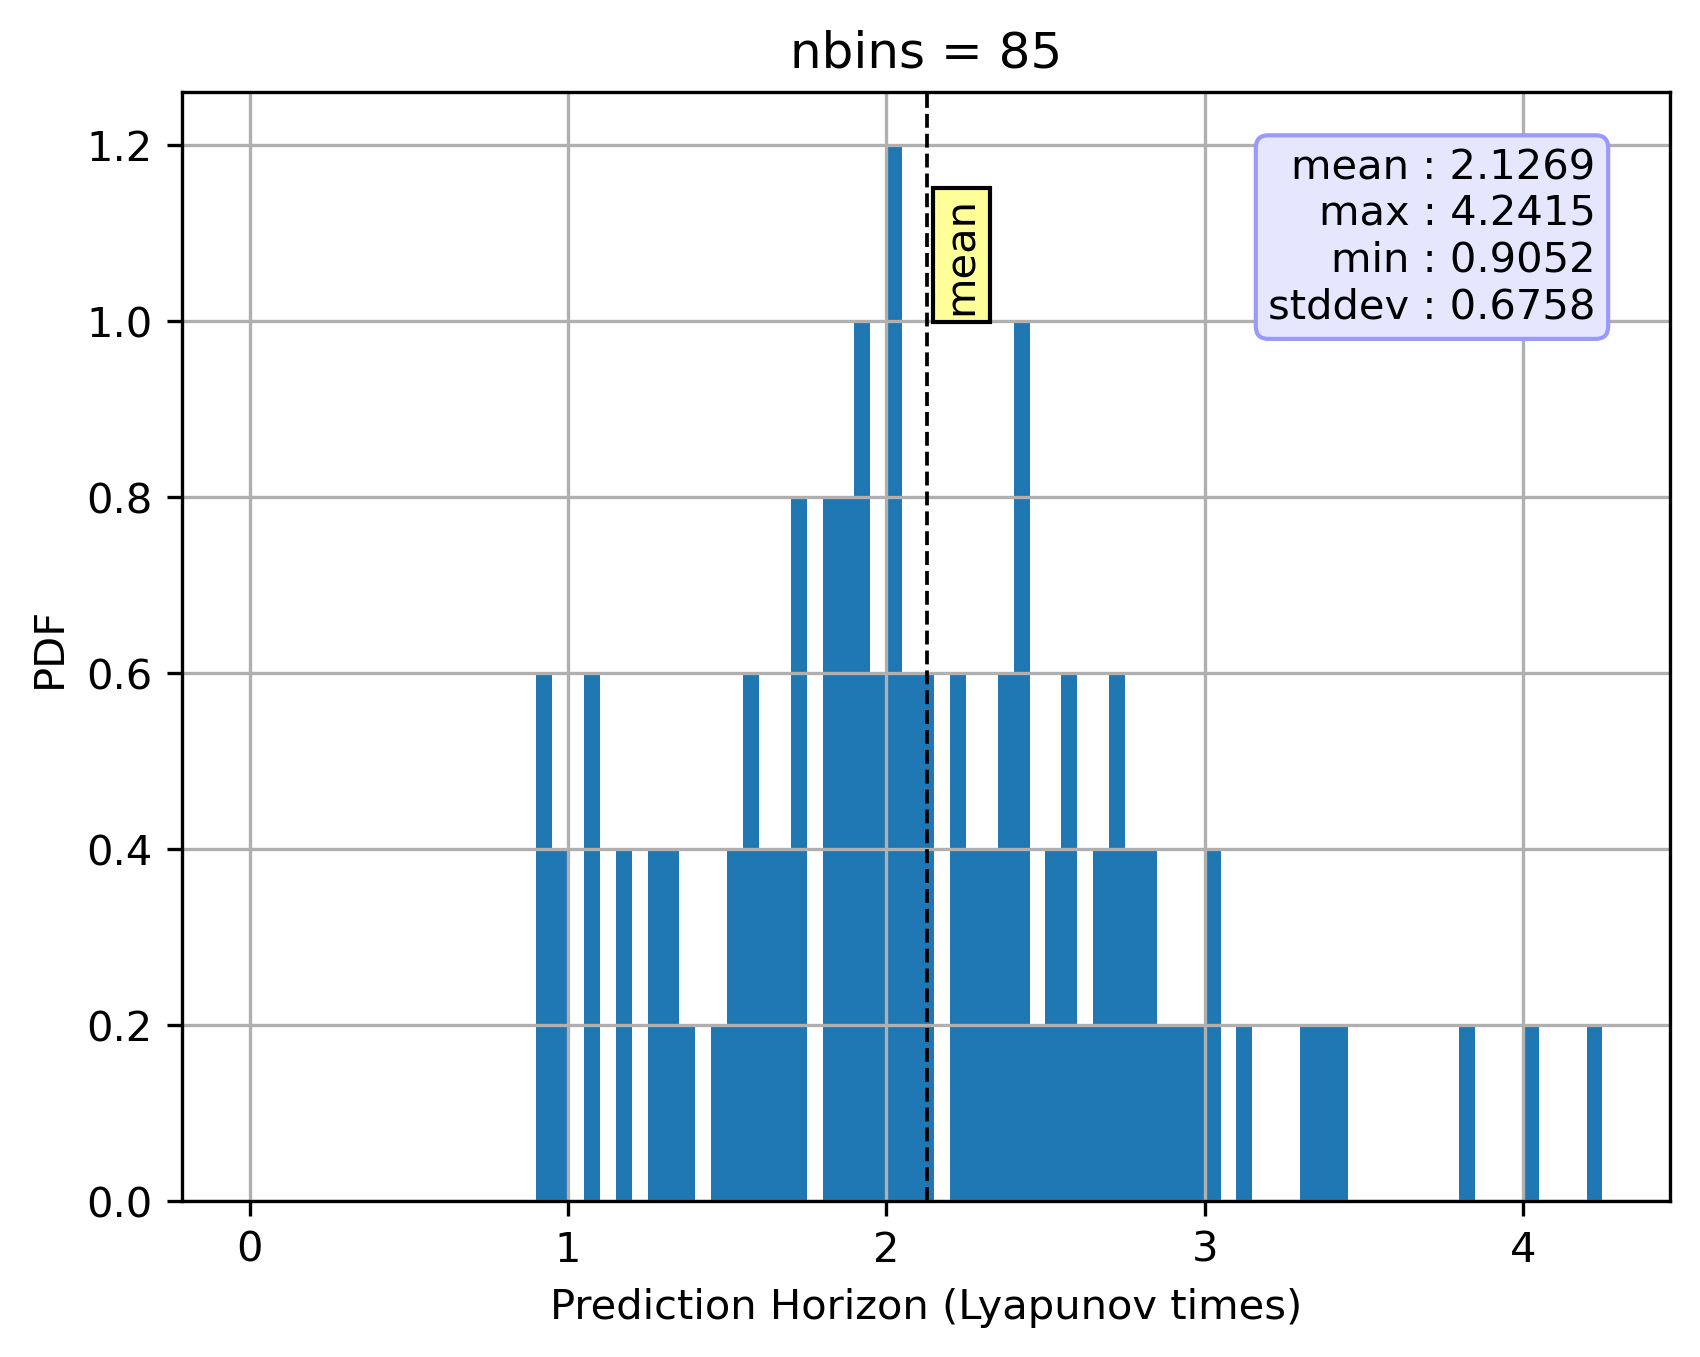 nbins = 85
mean : 2.1269
max : 4.2415
min : 0.9052
stddev : 0.6758
mean
PDF
1.2
1.0
0.8
0.6
0.4
0.2
0.0
0 1 2 3 4
Prediction Horizon (Lyapunov times)